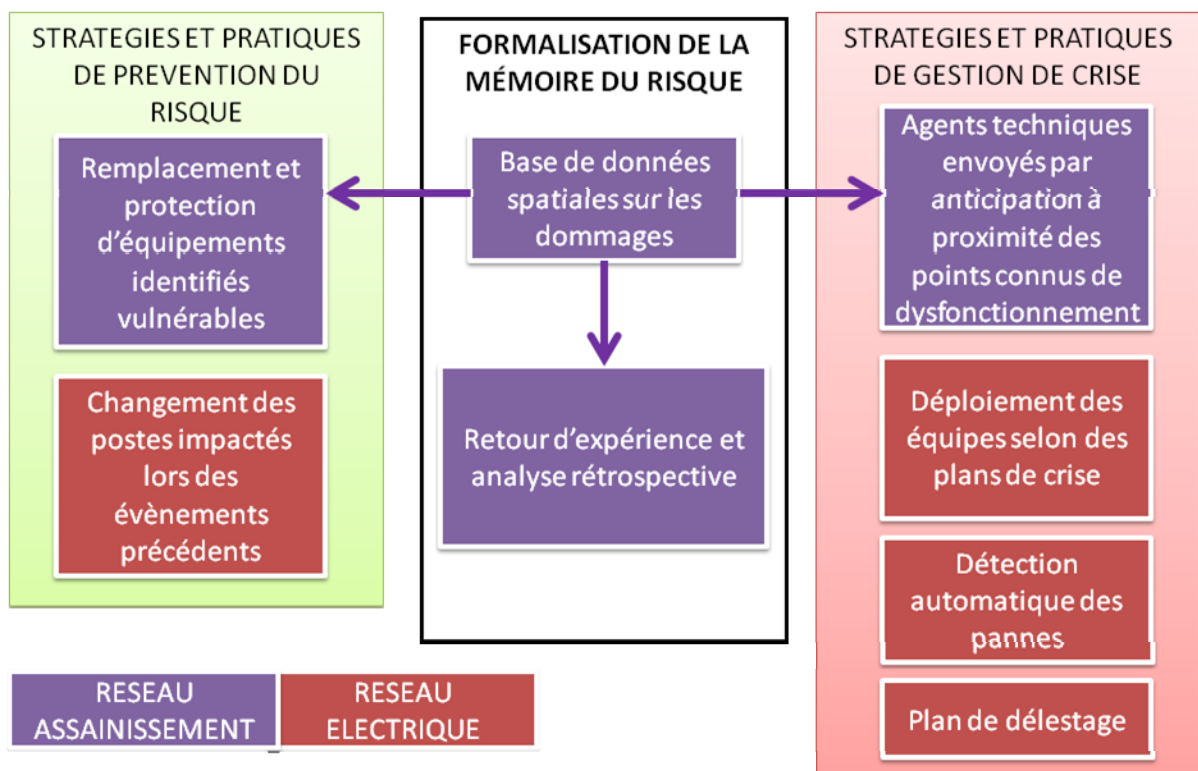 STRATEGIES ET PRATIQUES
DE PREVENTION DU
RISQUE
Remplacement et
protection
d'équipements
identifiés
vulnérables
Changement des
postes impactés
lors des
évènements
précédents
FORMALISATION DE LA
MÉMOIRE DU RISQUE
Base de données
spatiales sur les
dommages
Retour d'expérience et
analyse rétrospective
STRATEGIES ET PRATIQUES
DE GESTION DE CRISE
Agents techniques
envoyés par
anticipation à
proximité des
points connus de
dysfonctionnement
Déploiement des
équipes selon des
plans de crise
Détection
automatique des
pannes
Plan de délestage
RESEAU
ASSAINISSEMENT
RESEAU
ELECTRIQUE